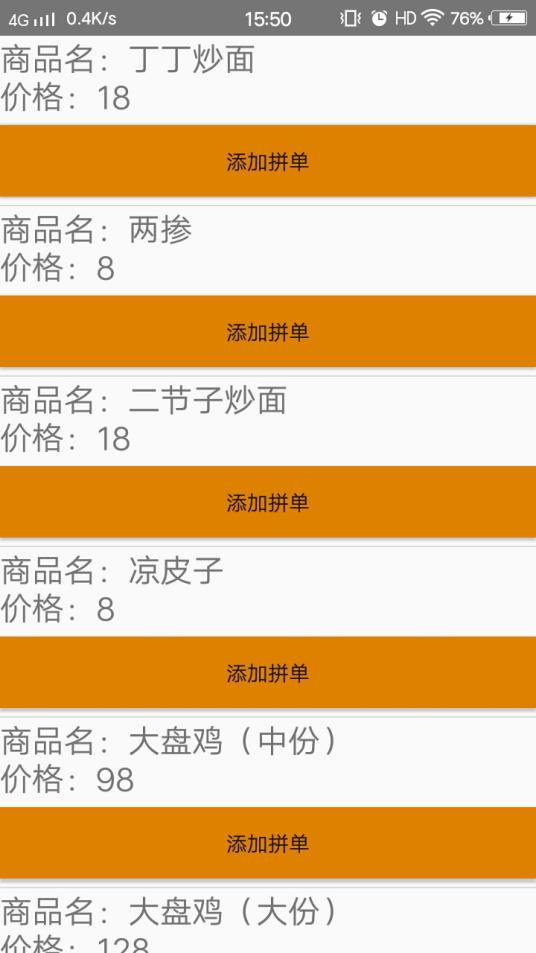 4G 0.4K/s 15:50 HD 76%
商品名：丁丁炒面
价格：18
添加拼单
商品名：两掺
价格：8
添加拼单
商品名：二节子炒面
价格：18
添加拼单
商品名：凉皮子
价格：8
添加拼单
商品名：大盘鸡（中份）
价格：98
添加拼单
商品名：大盘鸡（大份）
价格：128